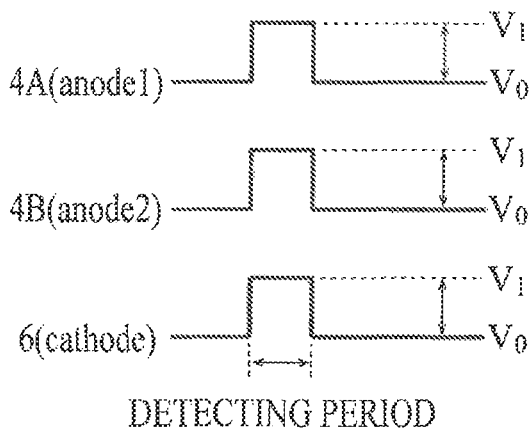 V1
4A(anode1)
V0
V1
4B(anode2)
V0
V1
6(cathode)
V0
DETECTING PERIOD